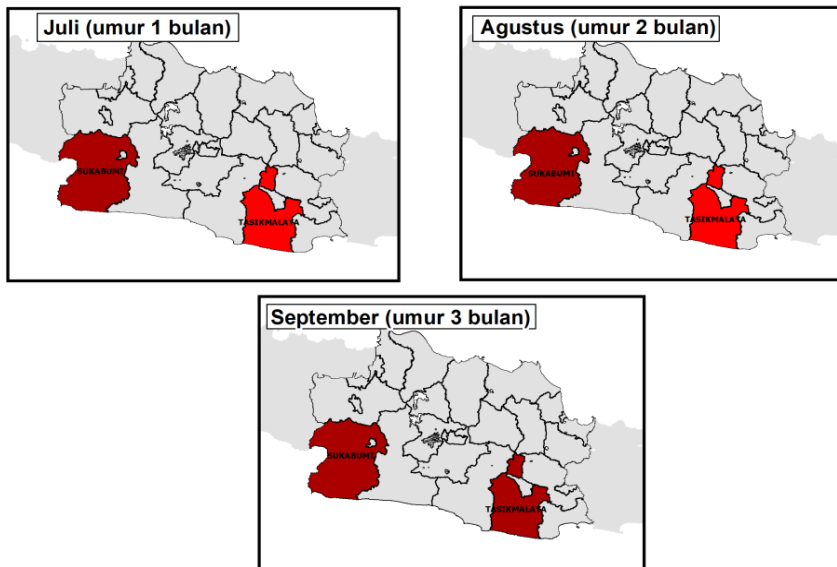 Juli (umur 1 bulan)
SUKABUMI
TASIKMALAYA
Agustus (umur 2 bulan)
SUKABUMI
TASIKMALAYA
September (umur 3 bulan)
SUKABUMI
TASIKMALAYA